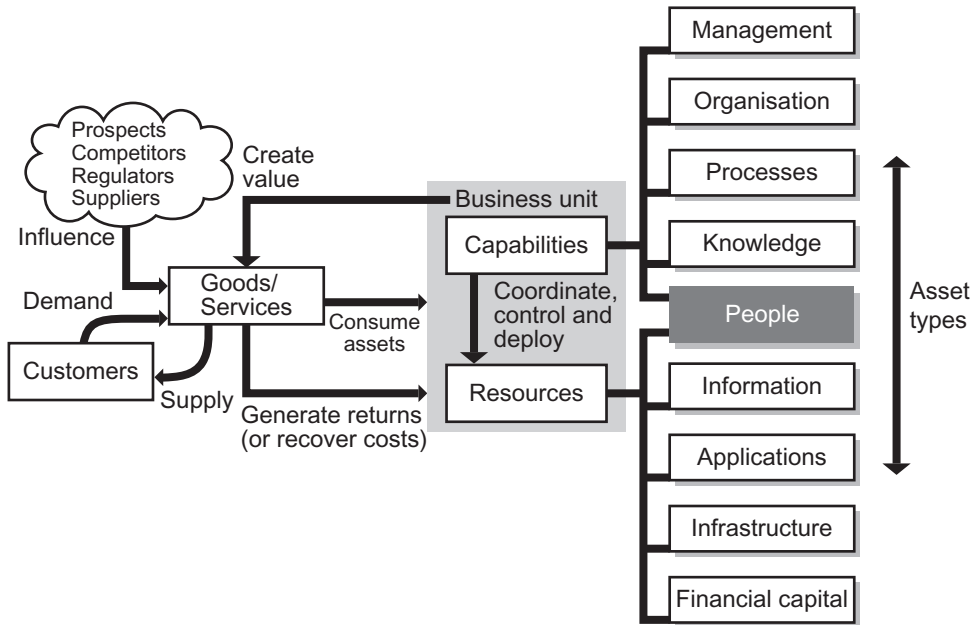 Prospects
Competitors
Regulators
Suppliers
Influence
Create
value
Demand
Customers
Supply
Goods/
Services
Consume
assets
Generate returns
(or recover costs)
Business unit
Capabilities
Coordinate,
control and
deploy
Resources
Management
Organisation
Processes
Knowledge
People
Information
Applications
Infrastructure
Financial capital
Asset
types